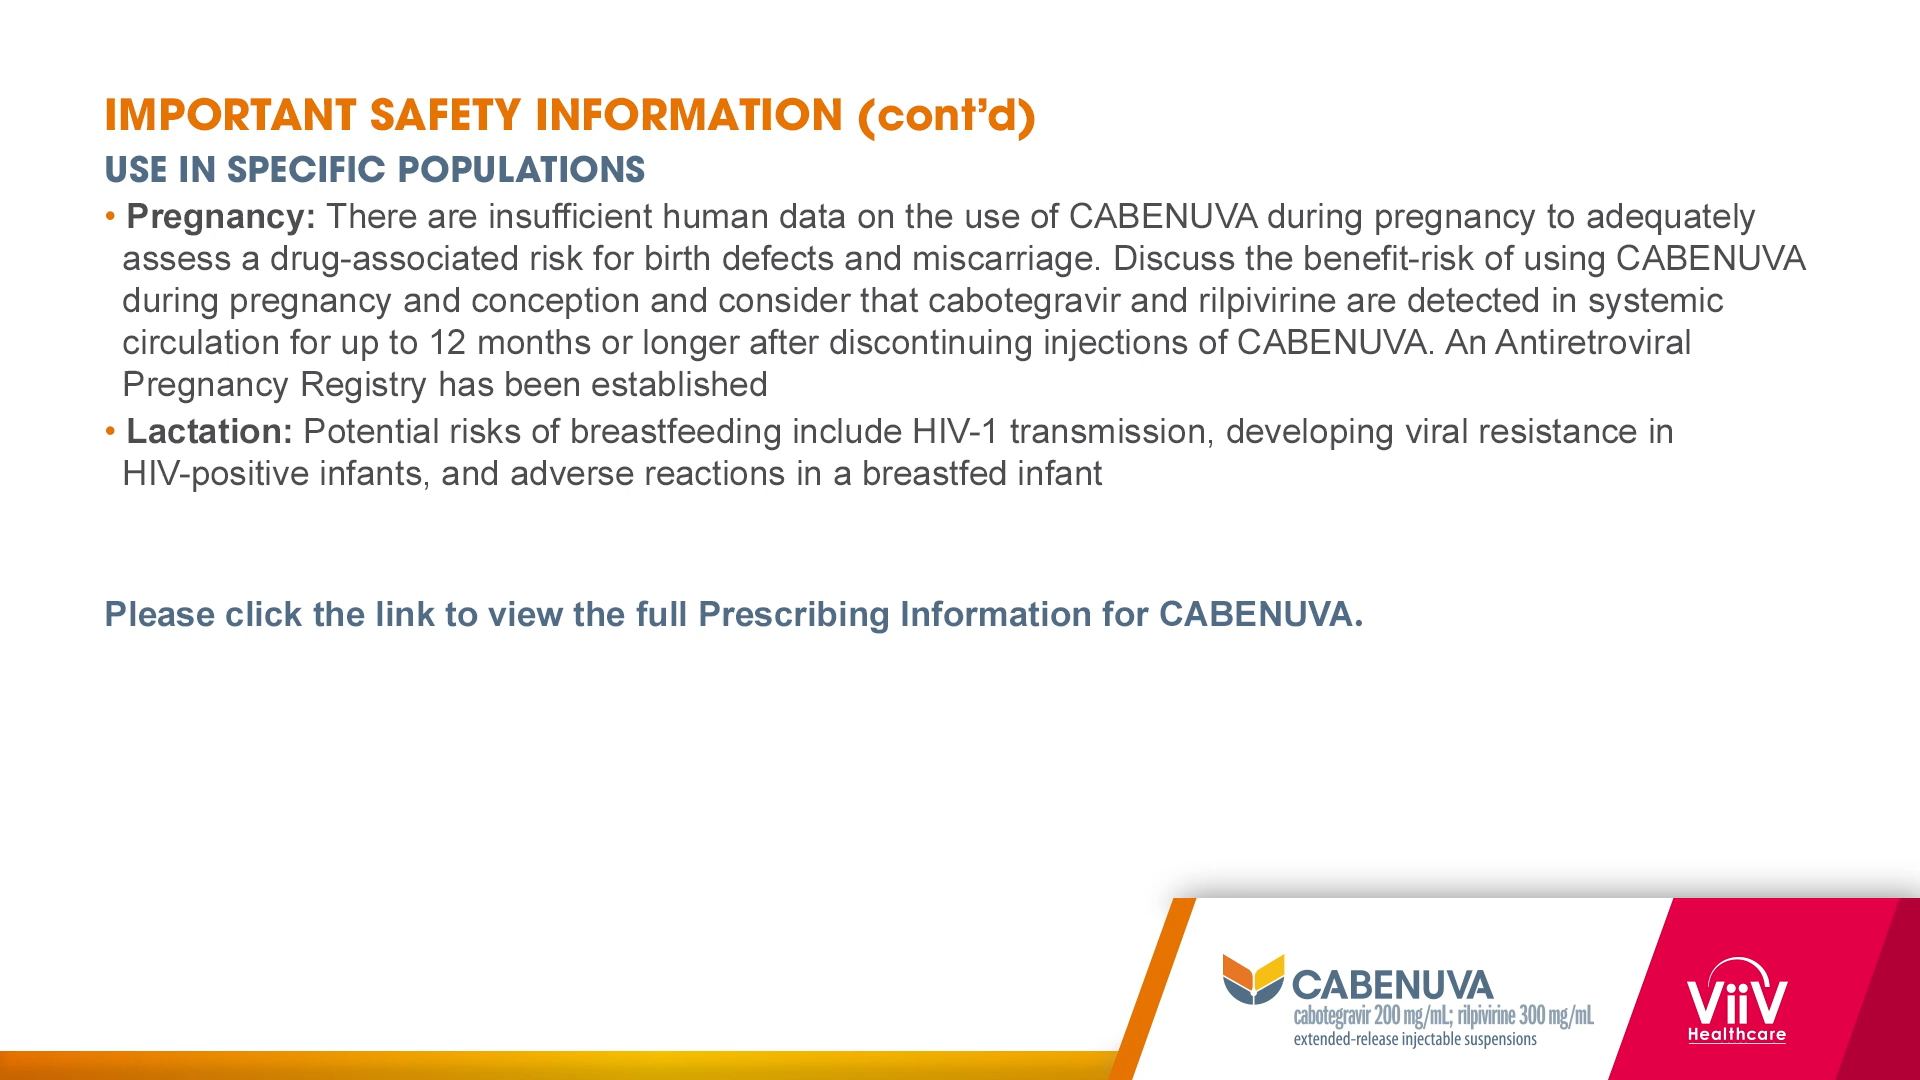 IMPORTANT SAFETY INFORMATION (cont’d)
USE IN SPECIFIC POPULATIONS
• Pregnancy: There are insufficient human data on the use of CABENUVA during pregnancy to adequately
assess a drug-associated risk for birth defects and miscarriage. Discuss the benefit-risk of using CABENUVA
during pregnancy and conception and consider that cabotegravir and rilpivirine are detected in systemic
circulation for up to 12 months or longer after discontinuing injections of CABENUVA. An Antiretroviral
Pregnancy Registry has been established
• Lactation: Potential risks of breastfeeding include HIV-1 transmission, developing viral resistance in
HIV-positive infants, and adverse reactions in a breastfed infant
Please click the link to view the full Prescribing Information for CABENUVA.
CABENUVA
cabotegravir 200 mg/mL; rilpivirine 300 mg/mL
extended-release injectable suspensions
ViiV
Healthcare